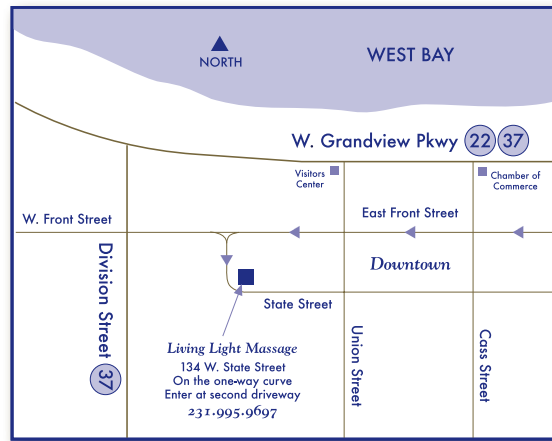 WEST BAY
NORTH
W. Grandview Pkwy 22 37
Visitors
Center
Chamber of
Commerce
W. Front Street
East Front Street
Downtown
Division Street 37
State Street
Union Street
Cass Street
Living Light Massage
134 W. State Street
On the one-way curve
Enter at second driveway
231.995.9697